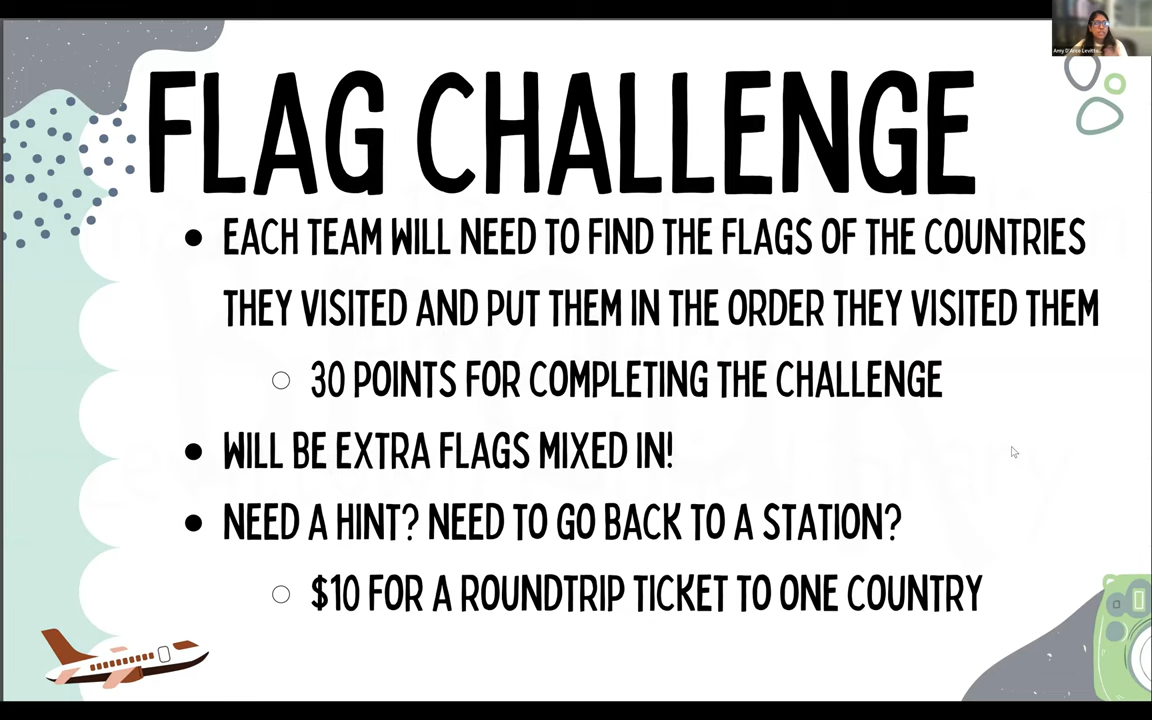 FLAG CHALLENGE
EACH TEAM WILL NEED TO FIND THE FLAGS OF THE COUNTRIES
THEY VISITED AND PUT THEM IN THE ORDER THEY VISITED THEM
30 POINTS FOR COMPLETING THE CHALLENGE
WILL BE EXTRA FLAGS MIXED IN!
NEED A HINT? NEED TO GO BACK TO A STATION?
$10 FOR A ROUNDTRIP TICKET TO ONE COUNTRY
Amy D'Arco